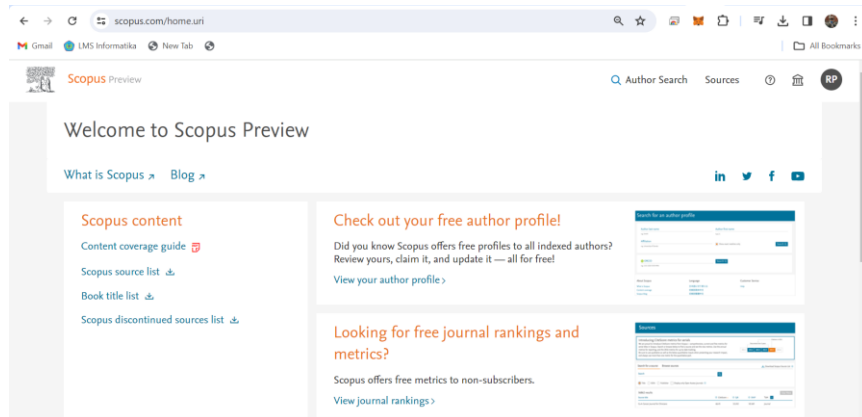 scopus.com/home.uri
Gmail LMS Informatika New Tab All Bookmarks
Scopus Preview Author Search Sources RP
Welcome to Scopus Preview
What is Scopus Blog
Scopus content
Content coverage guide
Scopus source list
Book title list
Scopus discontinued sources list
Check out your free author profile!
Did you know Scopus offers free profiles to all indexed authors?
Review yours, claim it, and update it — all for free!
View your author profile
Search for an author profile
Looking for free journal rankings and
metrics?
Scopus offers free metrics to non-subscribers.
View journal rankings
Sources